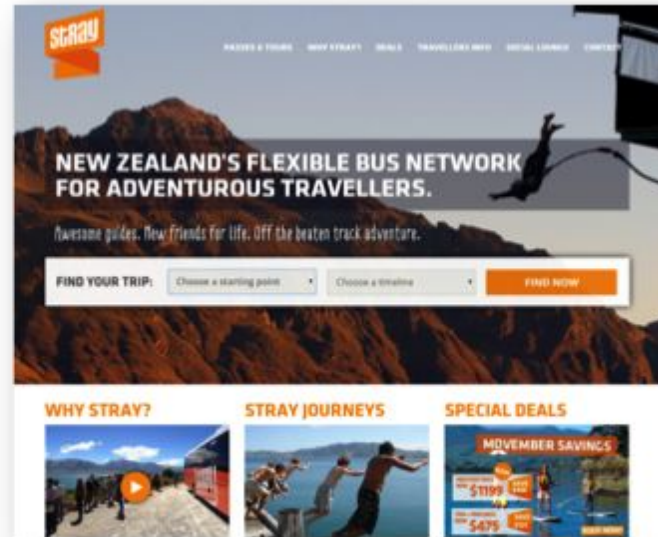 STRAY
PASSES & TOURS WHY STRAY? DEALS TRAVELLERS INFO SOCIAL LOUNGE CONTACT
NEW ZEALAND'S FLEXIBLE BUS NETWORK
FOR ADVENTUROUS TRAVELLERS.
Awesome guides. New friends for life. Off the beaten track adventure.
FIND YOUR TRIP: Choose a starting point Choose a timeline FIND NOW
WHY STRAY? STRAY JOURNEYS SPECIAL DEALS
MOVEMBER SAVINGS
$1199
$475